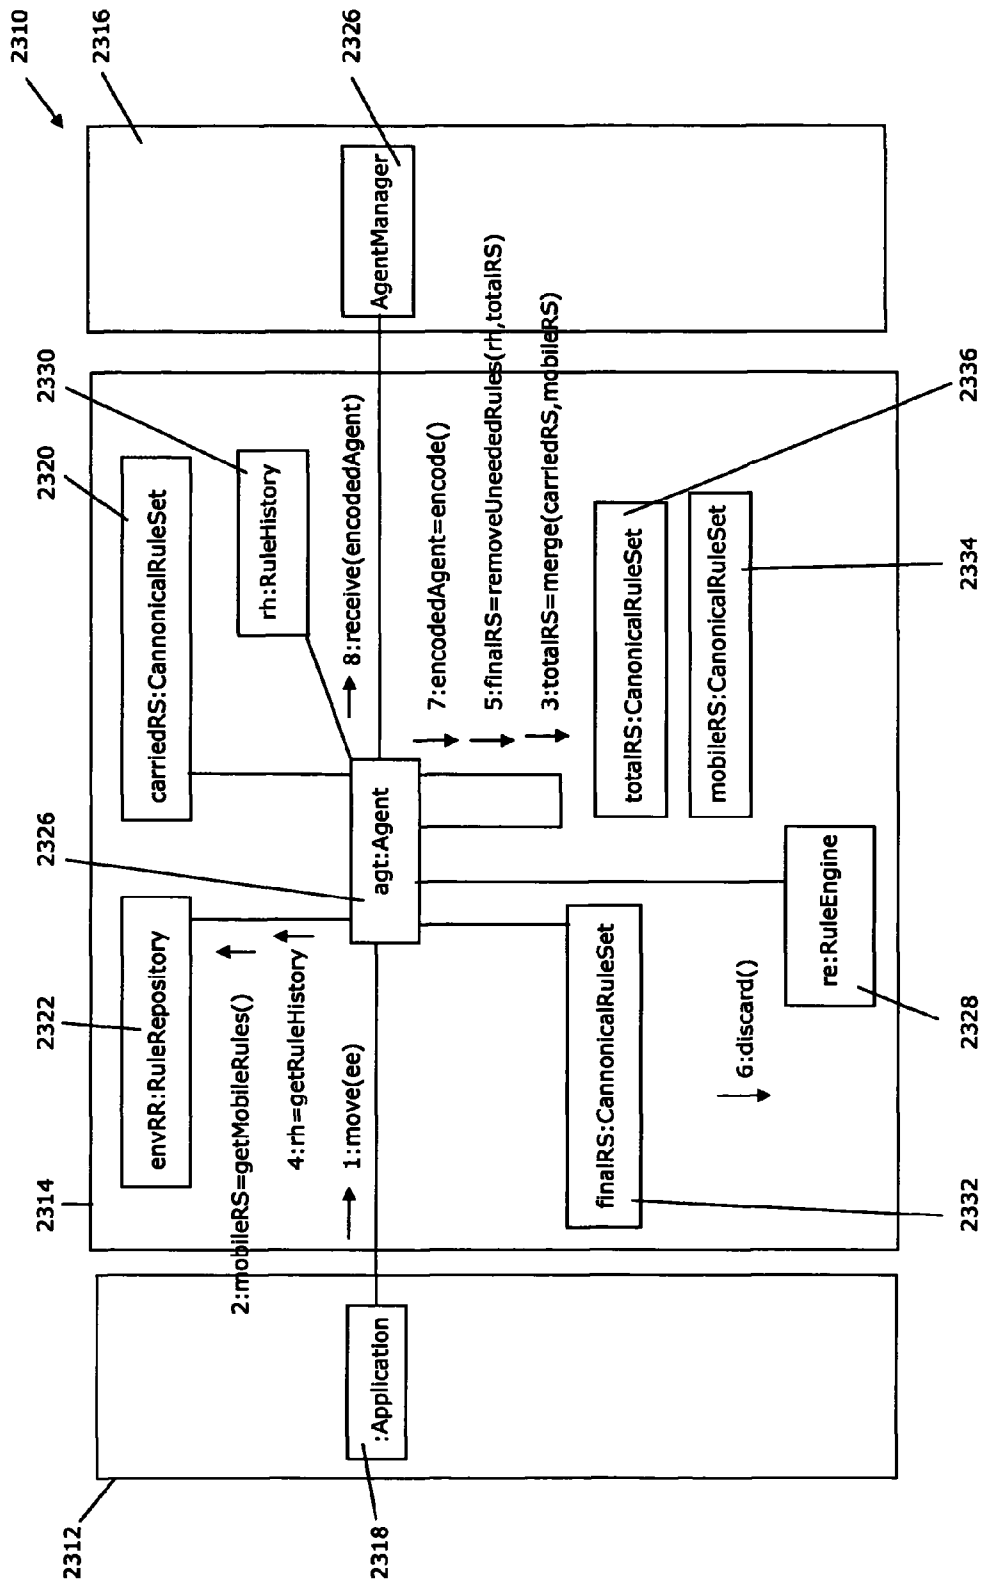 2310
2316
2326
AgentManager
2320
2330
carriedRS:CannonicalRuleSet
rh:RuleHistory
8:receive(encodedAgent)
7:encodedAgent=encode()
5:finalRS=removeUneededRules(rh,totalRS)
3:totalRS=merge(carriedRS,mobileRS)
totalRS:CanonicalRuleSet
mobileRS:CanonicalRuleSet
2336
2334
2326
agt:Agent
2322
envRR:RuleRepository
2:mobileRS=getMobileRules()
4:rh=getRuleHistory
1:move(ee)
finalRS:CannonicalRuleSet
6:discard()
re:RuleEngine
2328
2332
2314
2312
:Application
2318